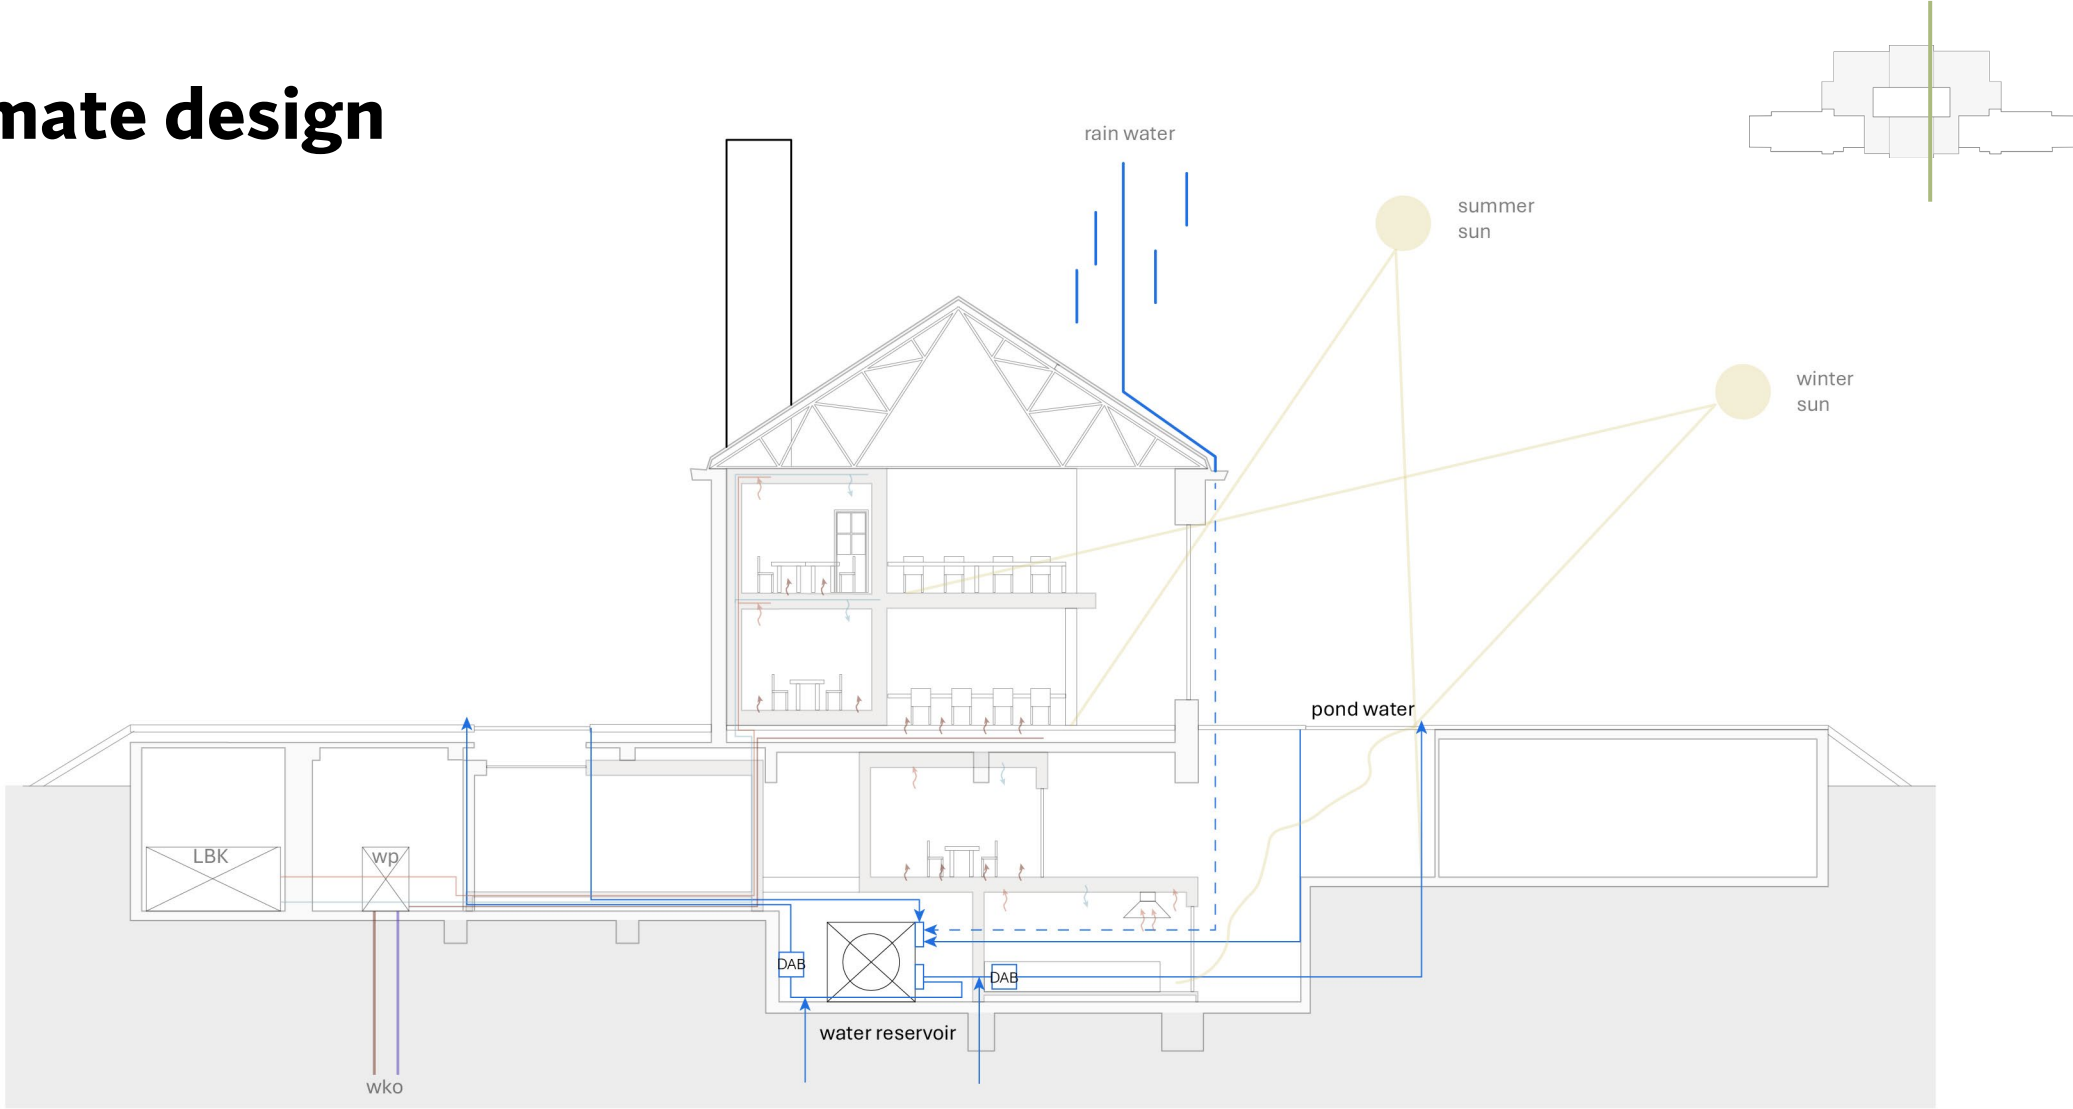 mate design
rain water
summer
sun
winter
sun
pond water
LBK
wp
DAB
DAB
water reservoir
wko